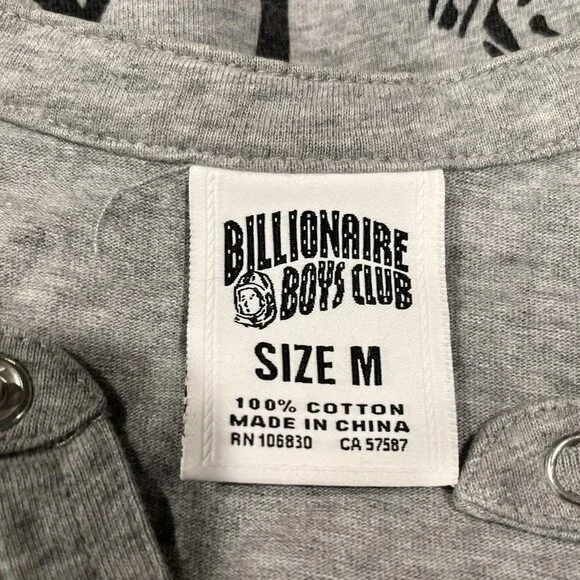 BILLIONAIRE
BOYS CLUB
SIZE M
100% COTTON
MADE IN CHINA
RN 106830 CA 57587